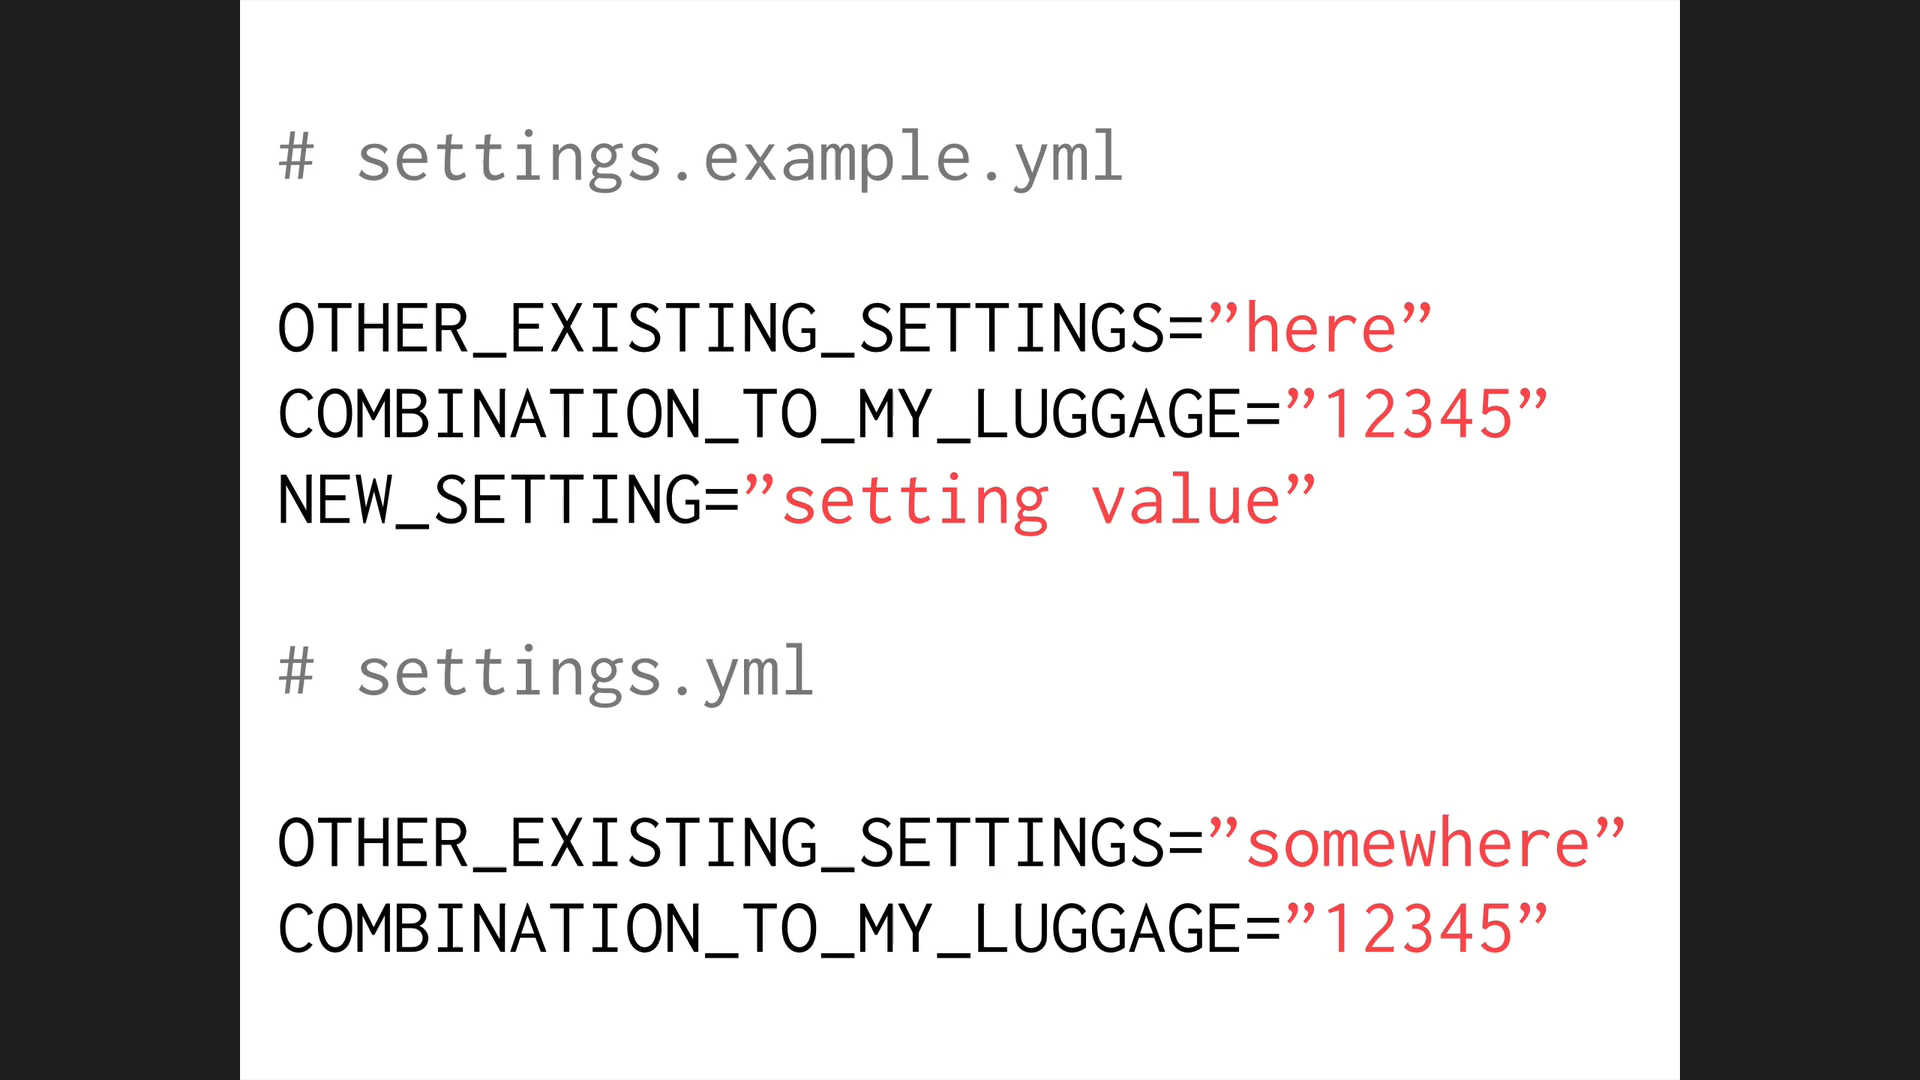 # settings.example.yml
OTHER_EXISTING_SETTINGS=”here”
COMBINATION_TO_MY_LUGGAGE=”12345”
NEW_SETTING=”setting value”
# settings.yml
OTHER_EXISTING_SETTINGS=”somewhere”
COMBINATION_TO_MY_LUGGAGE=”12345”